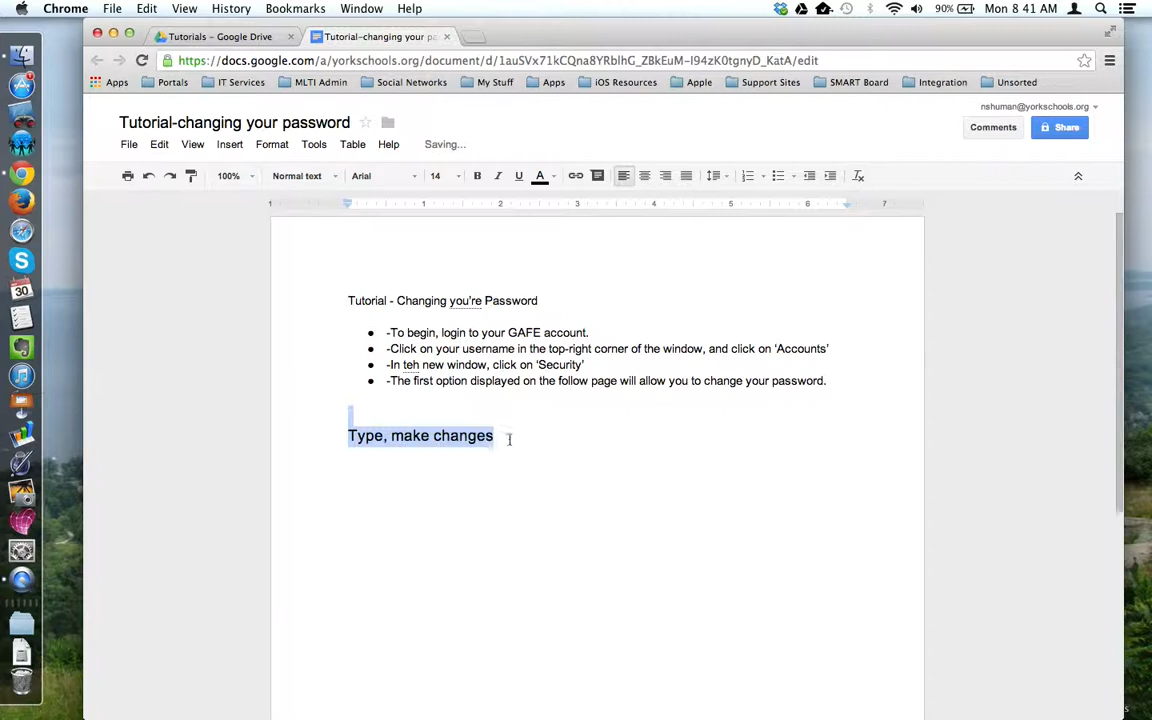 Chrome File Edit View History Bookmarks Window Help 90% Mon 8 41 AM
Tutorials - Google Drive Tutorial-changing your pa
https://docs.google.com/a/yorkschools.org/document/d/1auSVx71kCQna8YRblhG_ZBkEuM-I94zK0tgnyD_KatA/edit
Apps Portals IT Services MLTI Admin Social Networks My Stuff Apps iOS Resources Apple Support Sites SMART Board Integration Unsorted
nshuman@yorkschools.org
Tutorial-changing your password
Comments Share
File Edit View Insert Format Tools Table Help Saving...
100% Normal text Arial 14 B I U A
1 1 2 3 4 5 6 7
Tutorial - Changing you're Password
-To begin, login to your GAFE account.
-Click on your username in the top-right corner of the window, and click on ‘Accounts’
-In teh new window, click on ‘Security’
-The first option displayed on the follow page will allow you to change your password.
Type, make changes
30